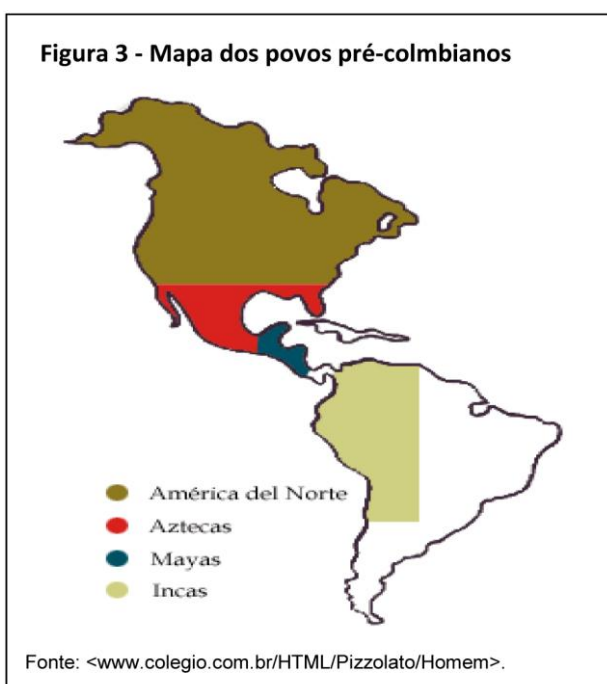 Figura 3 - Mapa dos povos pré-colmbianos
América del Norte
Aztecas
Mayas
Incas
Fonte: <www.colegio.com.br/HTML/Pizzolato/Homem>.